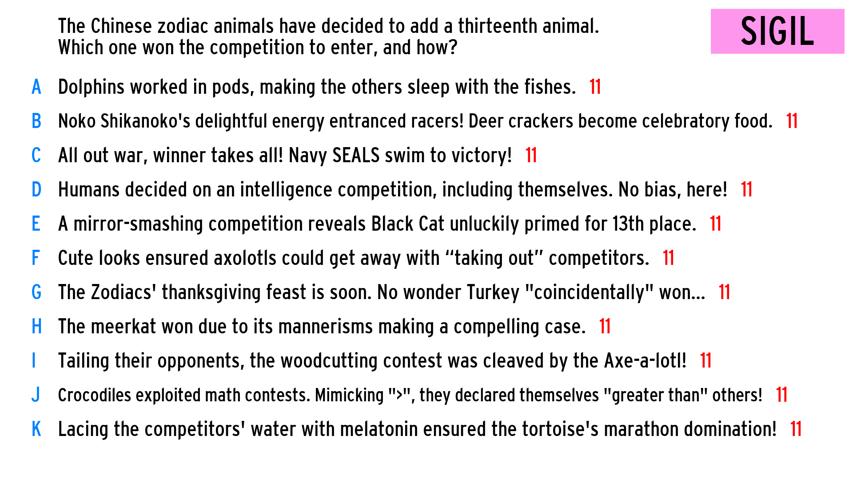 The Chinese zodiac animals have decided to add a thirteenth animal.
Which one won the competition to enter, and how?
SIGIL
A Dolphins worked in pods, making the others sleep with the fishes. 11
B Noko Shikanoko's delightful energy entranced racers! Deer crackers become celebratory food. 11
C All out war, winner takes all! Navy SEALS swim to victory! 11
D Humans decided on an intelligence competition, including themselves. No bias, here! 11
E A mirror-smashing competition reveals Black Cat unluckily primed for 13th place. 11
F Cute looks ensured axolotls could get away with “taking out” competitors. 11
G The Zodiacs' thanksgiving feast is soon. No wonder Turkey "coincidentally" won... 11
H The meerkat won due to its mannerisms making a compelling case. 11
I Tailing their opponents, the woodcutting contest was cleaved by the Axe-a-lotl! 11
J Crocodiles exploited math contests. Mimicking ">", they declared themselves "greater than" others! 11
K Lacing the competitors' water with melatonin ensured the tortoise's marathon domination! 11